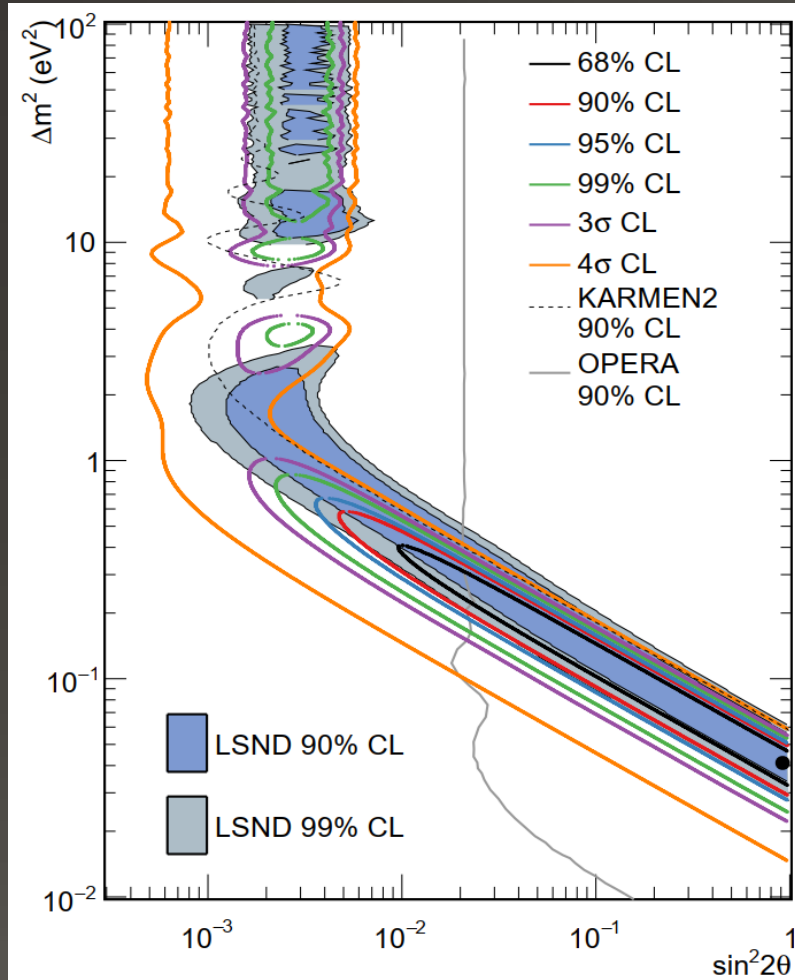 10²
Δm² (eV²)
10
1
10⁻¹
10⁻²
68% CL
90% CL
95% CL
99% CL
3σ CL
4σ CL
KARMEN2
90% CL
OPERA
90% CL
LSND 90% CL
LSND 99% CL
10⁻³ 10⁻² 10⁻¹ 1
sin²2θ